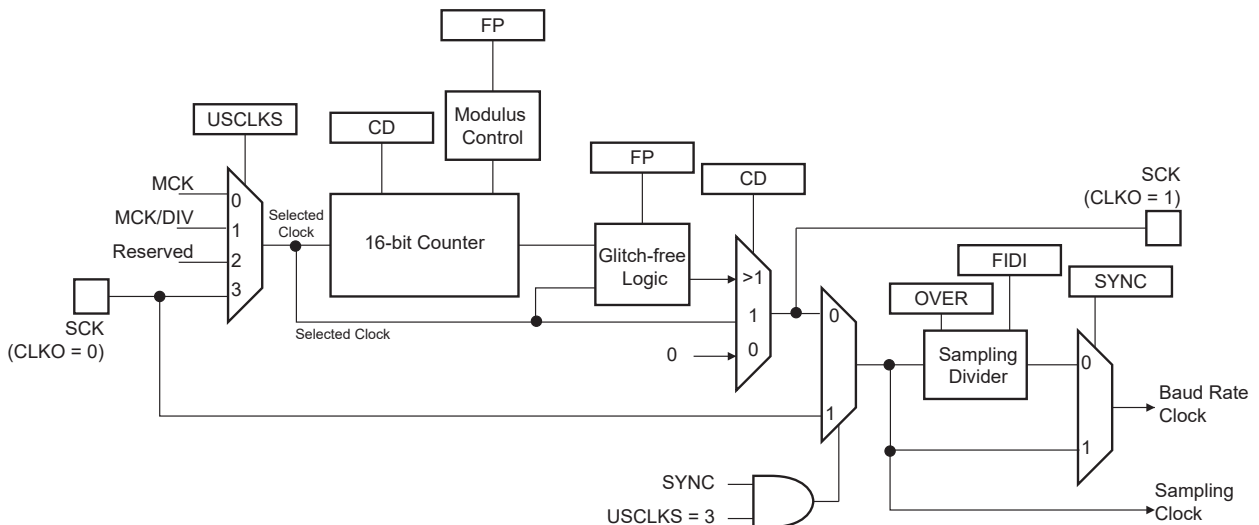 FP
USCLKS
CD
Modulus
Control
FP
CD
SCK
(CLKO = 1)
MCK
0
MCK/DIV
1
Reserved
2
3
Selected
Clock
16-bit Counter
Glitch-free
Logic
>1
1
0
0
Selected Clock
SCK
(CLKO = 0)
FIDI
OVER
SYNC
0
1
Sampling
Divider
0
1
Baud Rate
Clock
SYNC
USCLKS = 3
Sampling
Clock